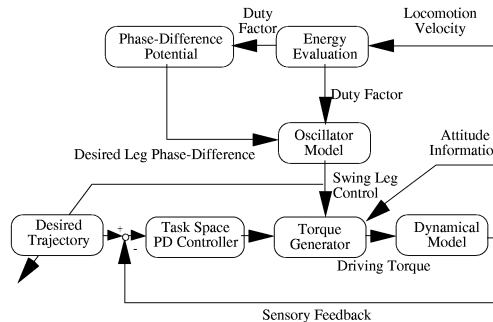 Duty
Factor
Locomotion
Velocity
Phase-Difference
Potential
Energy
Evaluation
Duty Factor
Oscillator
Model
Attitude
Information
Desired Leg Phase-Difference
Swing Leg
Control
Desired
Trajectory
+
-
Task Space
PD Controller
Torque
Generator
Dynamical
Model
Driving Torque
Sensory Feedback